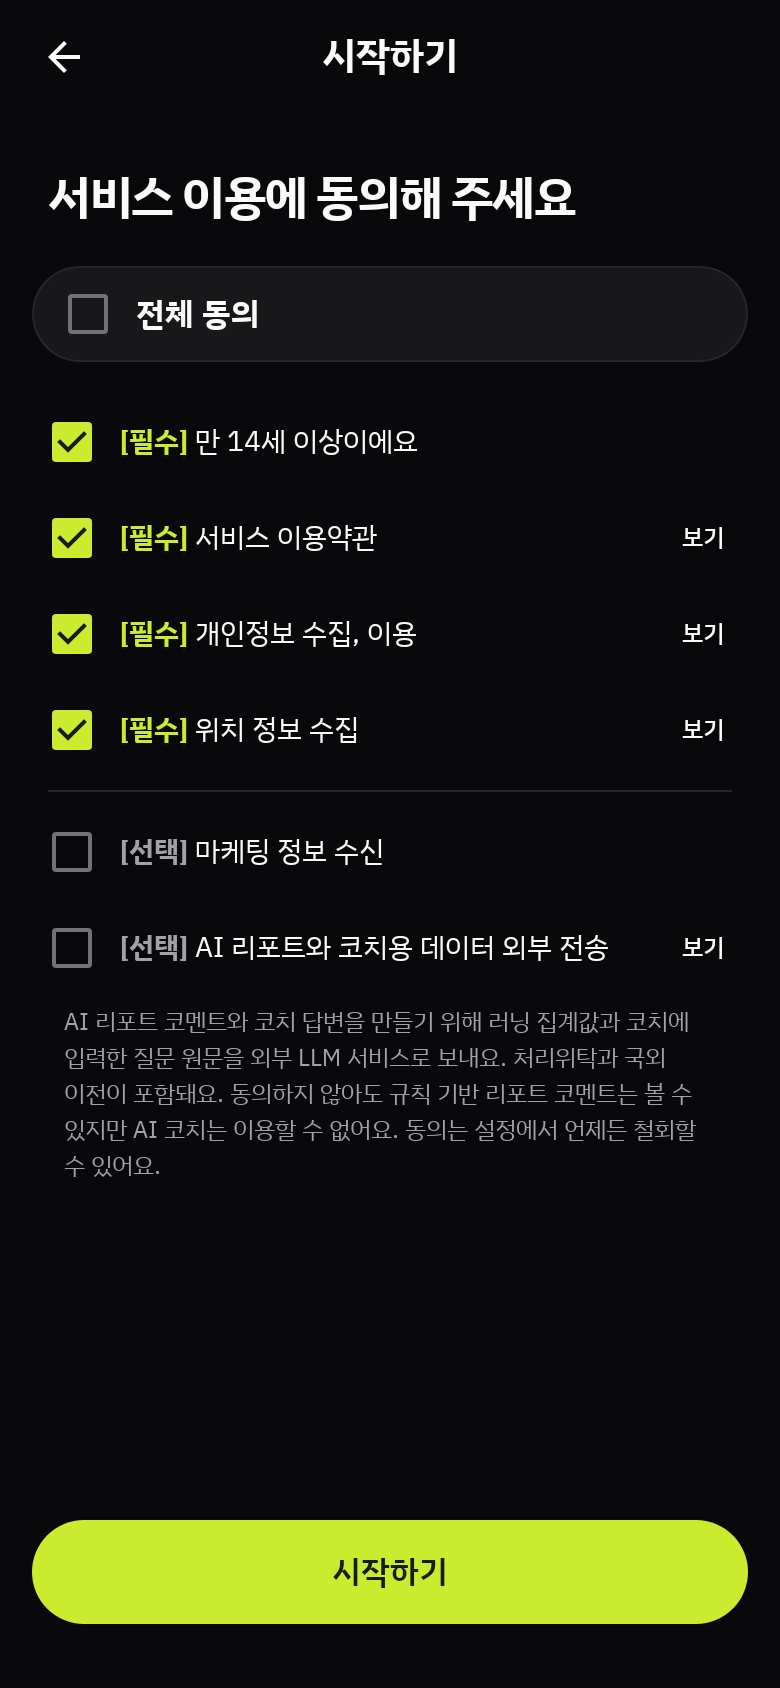 시작하기
서비스 이용에 동의해 주세요
전체 동의
[필수] 만 14세 이상이에요
[필수] 서비스 이용약관 보기
[필수] 개인정보 수집, 이용 보기
[필수] 위치 정보 수집 보기
[선택] 마케팅 정보 수신
[선택] AI 리포트와 코치용 데이터 외부 전송 보기
AI 리포트 코멘트와 코치 답변을 만들기 위해 러닝 집계값과 코치에
입력한 질문 원문을 외부 LLM 서비스로 보내요. 처리위탁과 국외
이전이 포함돼요. 동의하지 않아도 규칙 기반 리포트 코멘트는 볼 수
있지만 AI 코치는 이용할 수 없어요. 동의는 설정에서 언제든 철회할
수 있어요.
시작하기